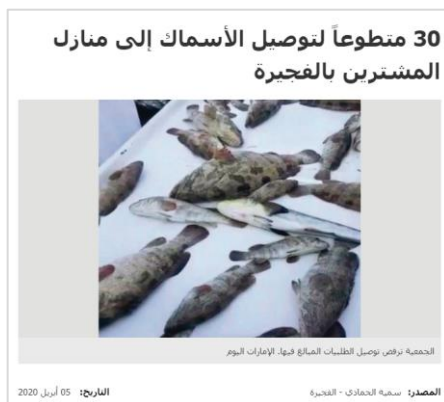 30 متطوعاً لتوصيل الأسماك إلى منازل
المشترين بالفجيرة
الجمعية ترفض توصيل الطلبيات المبالغ فيها. الإمارات اليوم
المصدر: سمية الحمادي - الفجيرة
التاريخ: 05 أبريل 2020